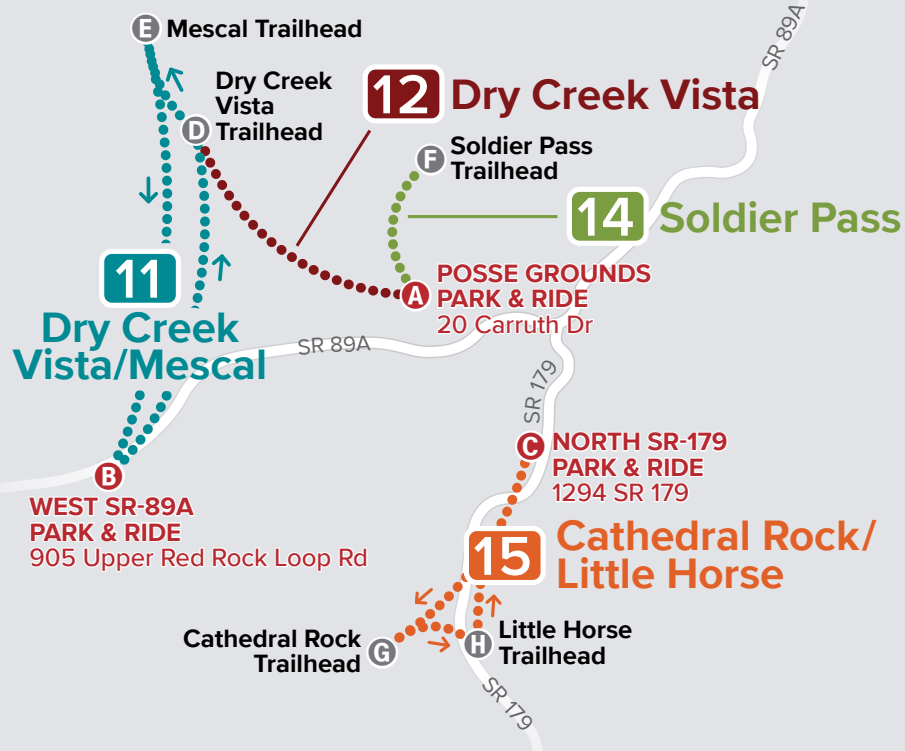 E Mescal Trailhead
SR 89A
Dry Creek
Vista
Trailhead
D
12 Dry Creek Vista
F Soldier Pass
Trailhead
14 Soldier Pass
11
Dry Creek
Vista/Mescal
A POSSE GROUNDS
PARK & RIDE
20 Carruth Dr
SR 89A
SR 179
B
WEST SR-89A
PARK & RIDE
905 Upper Red Rock Loop Rd
C NORTH SR-179
PARK & RIDE
1294 SR 179
15 Cathedral Rock/
Little Horse
Cathedral Rock
Trailhead
G
H Little Horse
Trailhead
SR 179